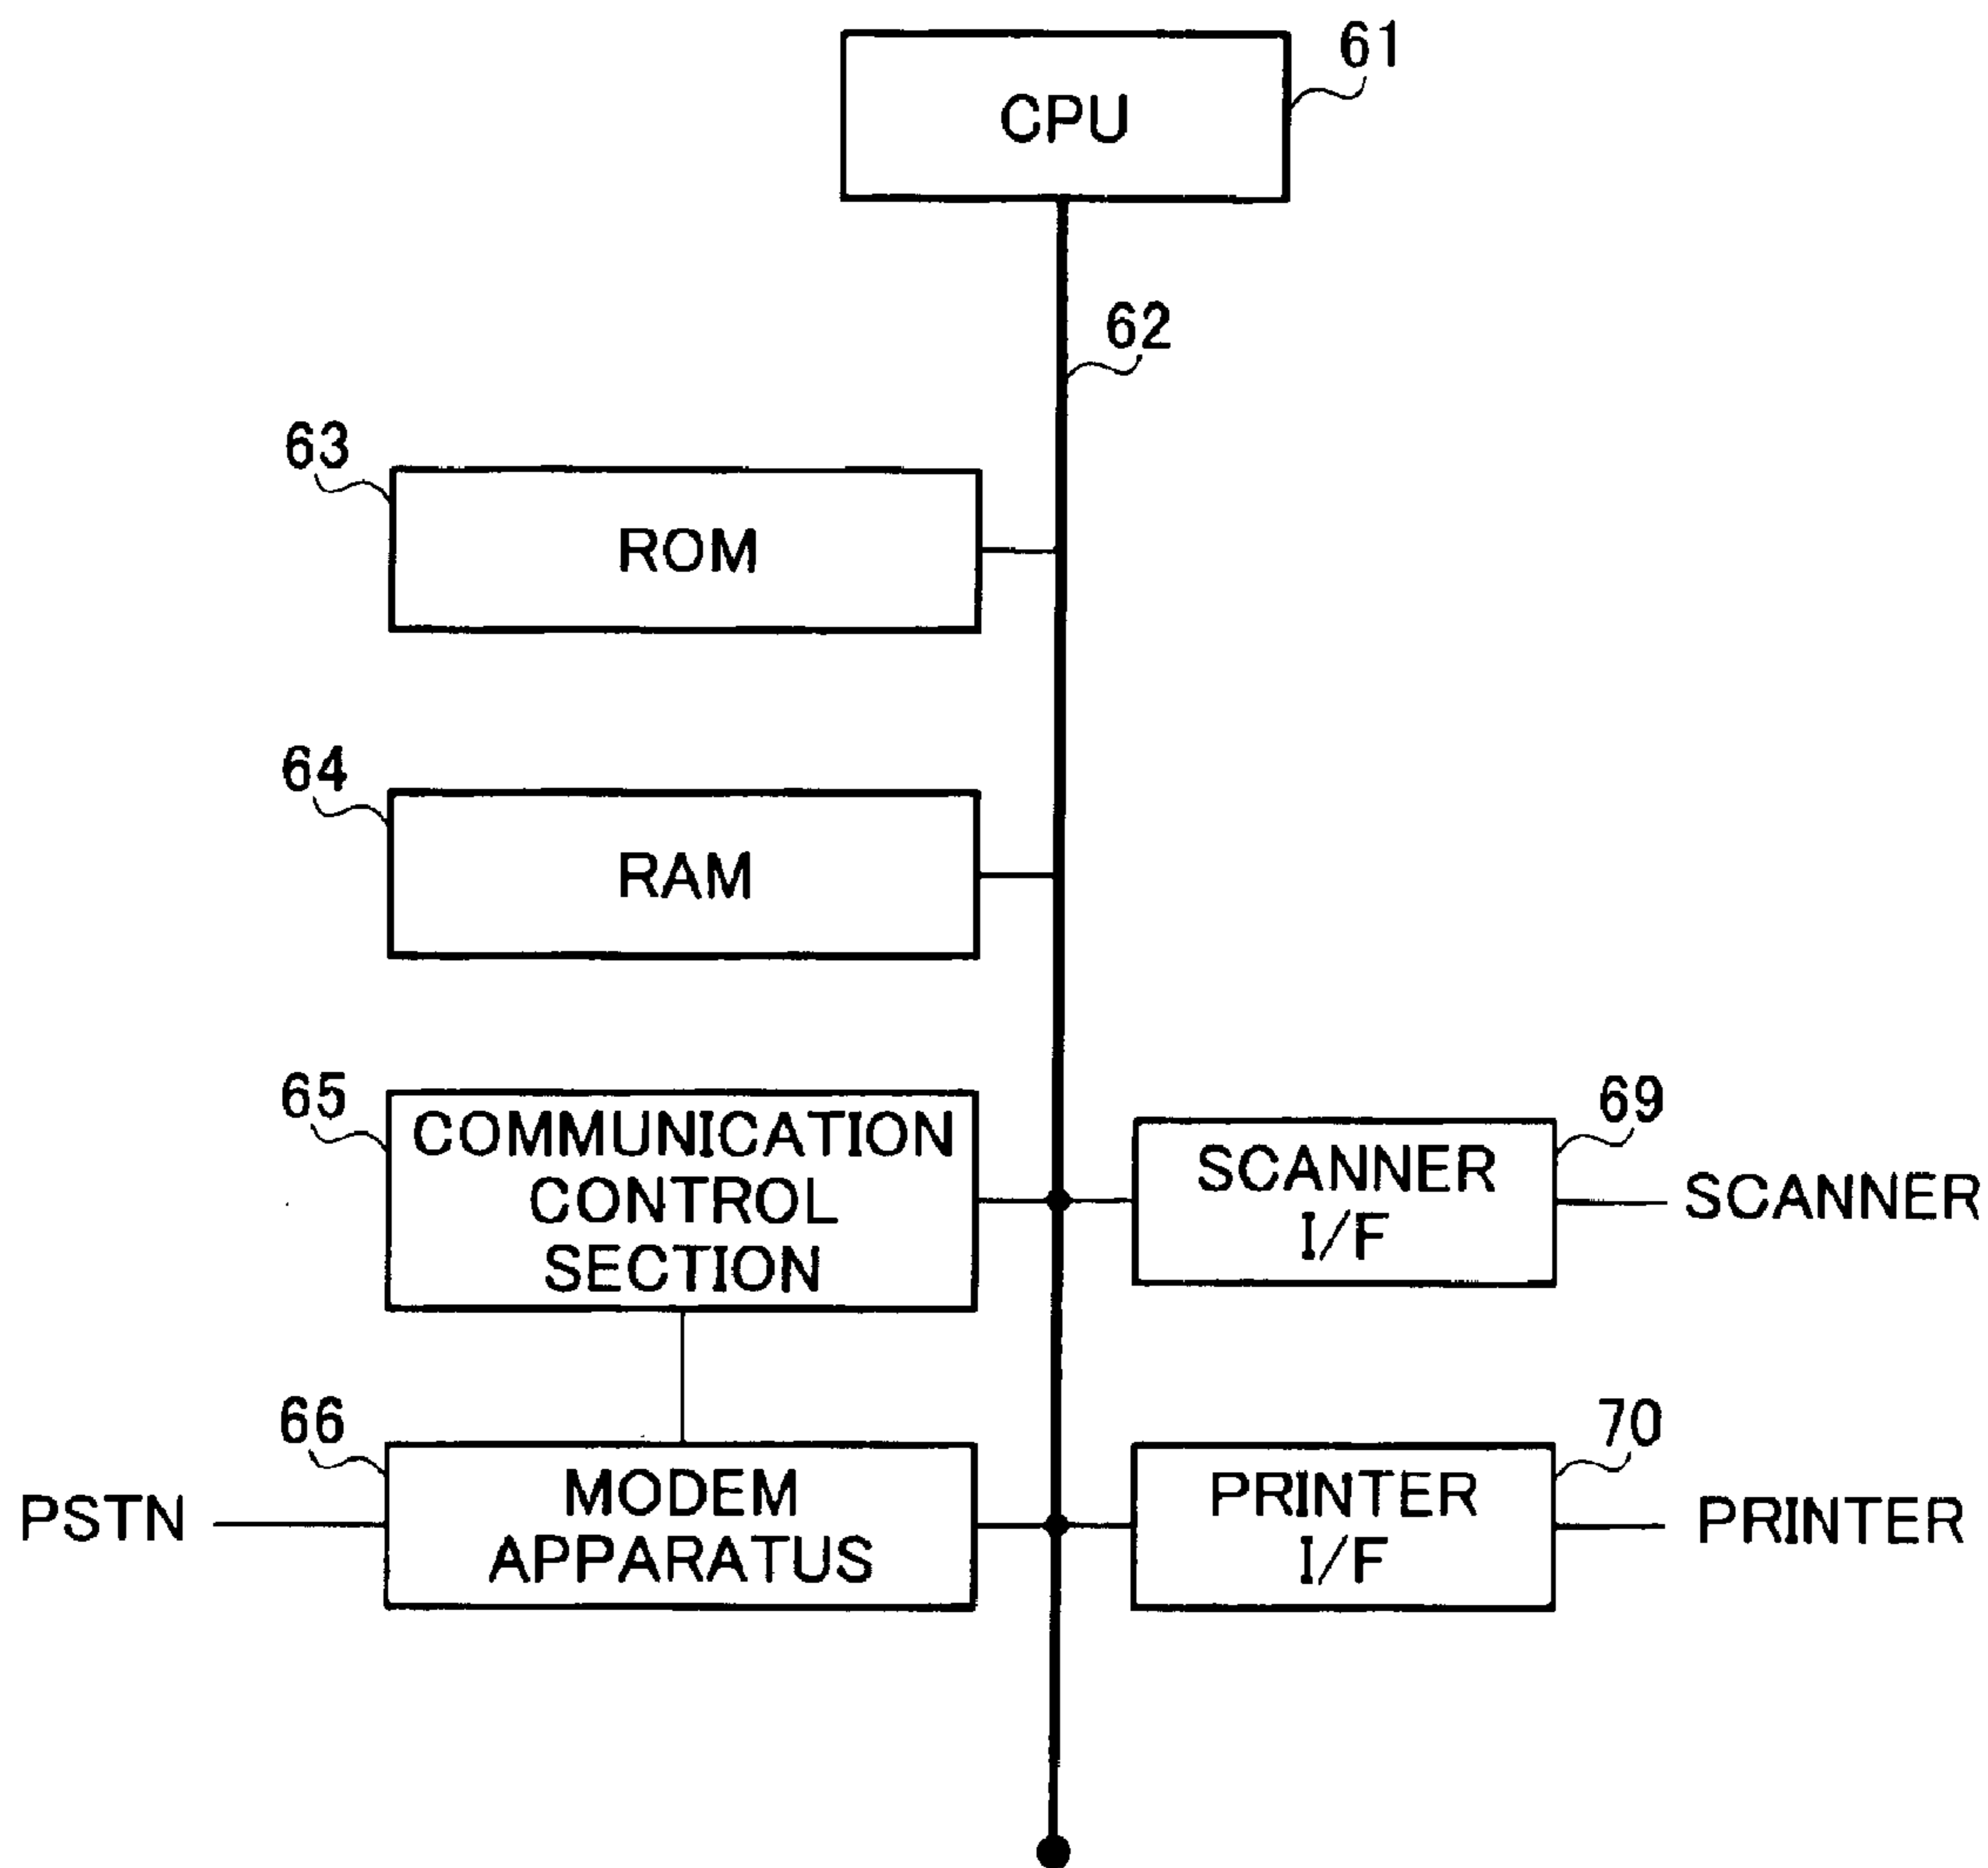 61
CPU
62
63
ROM
64
RAM
65
COMMUNICATION
CONTROL
SECTION
69
SCANNER
I/F
SCANNER
66
MODEM
APPARATUS
PSTN
70
PRINTER
I/F
PRINTER